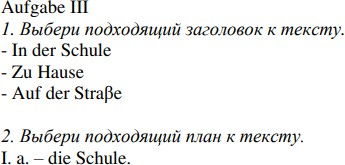 Aufgabe III
1. Выбери подходящий заголовок к тексту.
- In der Schule
- Zu Hause
- Auf der Straβe
2. Выбери подходящий план к тексту.
I. a. – die Schule.